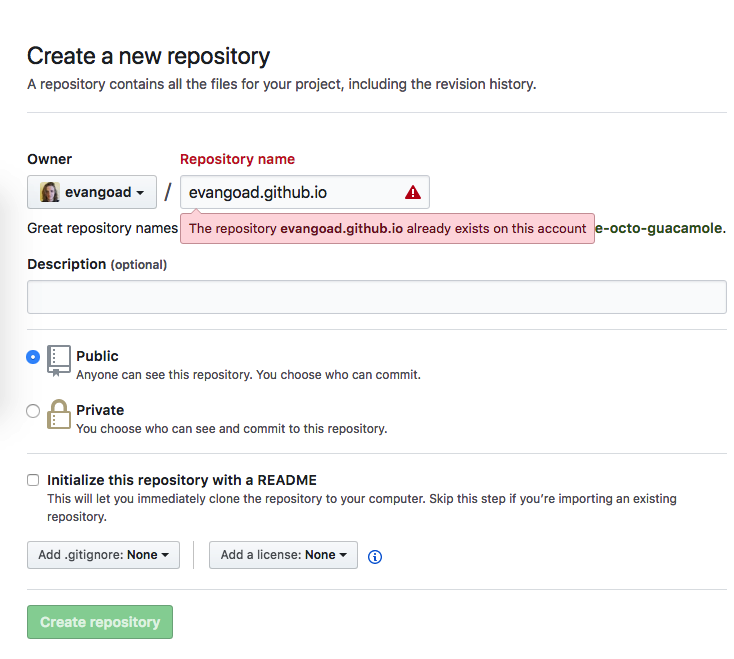 Create a new repository
A repository contains all the files for your project, including the revision history.
Owner Repository name
evangoad / evangoad.github.io
Great repository names The repository evangoad.github.io already exists on this account e-octo-guacamole.
Description (optional)
Public
Anyone can see this repository. You choose who can commit.
Private
You choose who can see and commit to this repository.
Initialize this repository with a README
This will let you immediately clone the repository to your computer. Skip this step if you’re importing an existing
repository.
Add .gitignore: None Add a license: None
Create repository